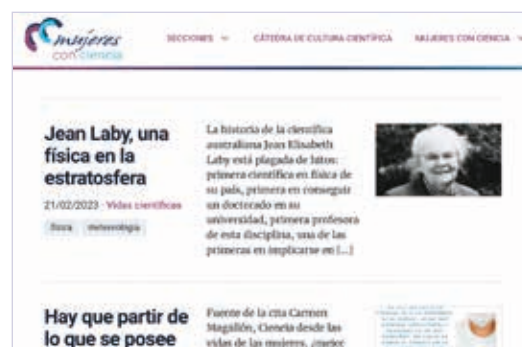 mujeres
con ciencia
SECCIONES
CÁTEDRA DE CULTURA CIENTÍFICA
MUJERES CON CIENCIA
Jean Laby, una
física en la
estratosfera
21/02/2023 · Vidas científicas
física meteorología
La historia de la científica
australiana Jean Elisabeth
Laby está plagada de hitos:
primera científica en física de
su país, primera en conseguir
un doctorado en su
universidad, primera profesora
de esta disciplina, una de las
primeras en implicarse en [...]
Hay que partir de
lo que se posee
Fuente de la cita Carmen
Magallón, Ciencia desde las
vidas de las mujeres, ¿mejor